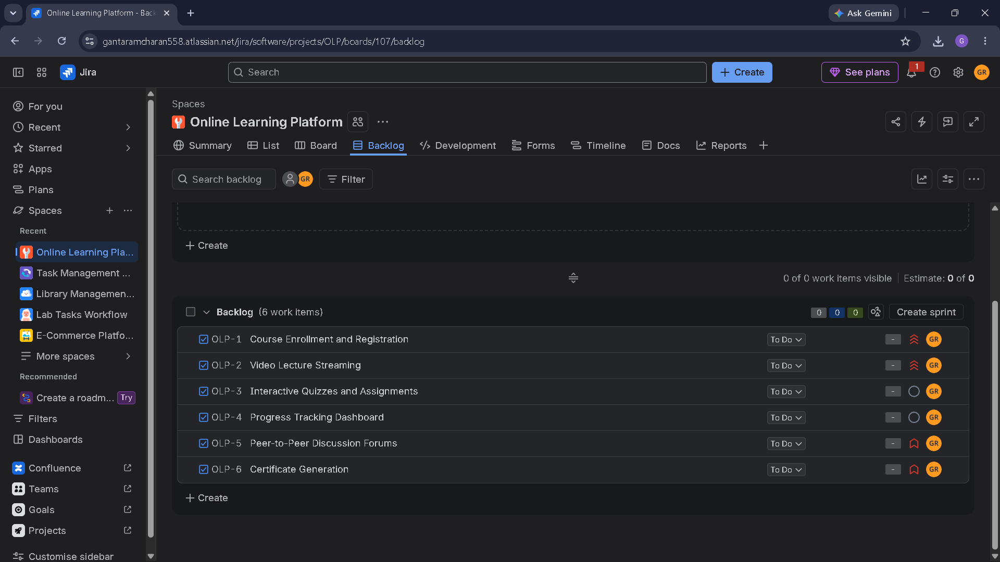 Online Learning Platform - Bac
Ask Gemini
gantaramcharan558.atlassian.net/jira/software/projects/OLP/boards/107/backlog
G
Jira
Search
Create
See plans
1
GR
For you
Recent
Starred
Apps
Plans
Spaces
Recent
Online Learning Pla...
Task Management ...
Library Managemen...
Lab Tasks Workflow
E-Commerce Platfo...
More spaces
Recommended
Create a roadm... Try
Filters
Dashboards
Confluence
Teams
Goals
Projects
Customise sidebar
Spaces
Online Learning Platform
Summary List Board Backlog Development Forms Timeline Docs Reports
Search backlog GR Filter
Create
0 of 0 work items visible Estimate: 0 of 0
Backlog (6 work items) 0 0 0 Create sprint
OLP-1 Course Enrollment and Registration To Do - GR
OLP-2 Video Lecture Streaming To Do - GR
OLP-3 Interactive Quizzes and Assignments To Do - GR
OLP-4 Progress Tracking Dashboard To Do - GR
OLP-5 Peer-to-Peer Discussion Forums To Do - GR
OLP-6 Certificate Generation To Do - GR
Create